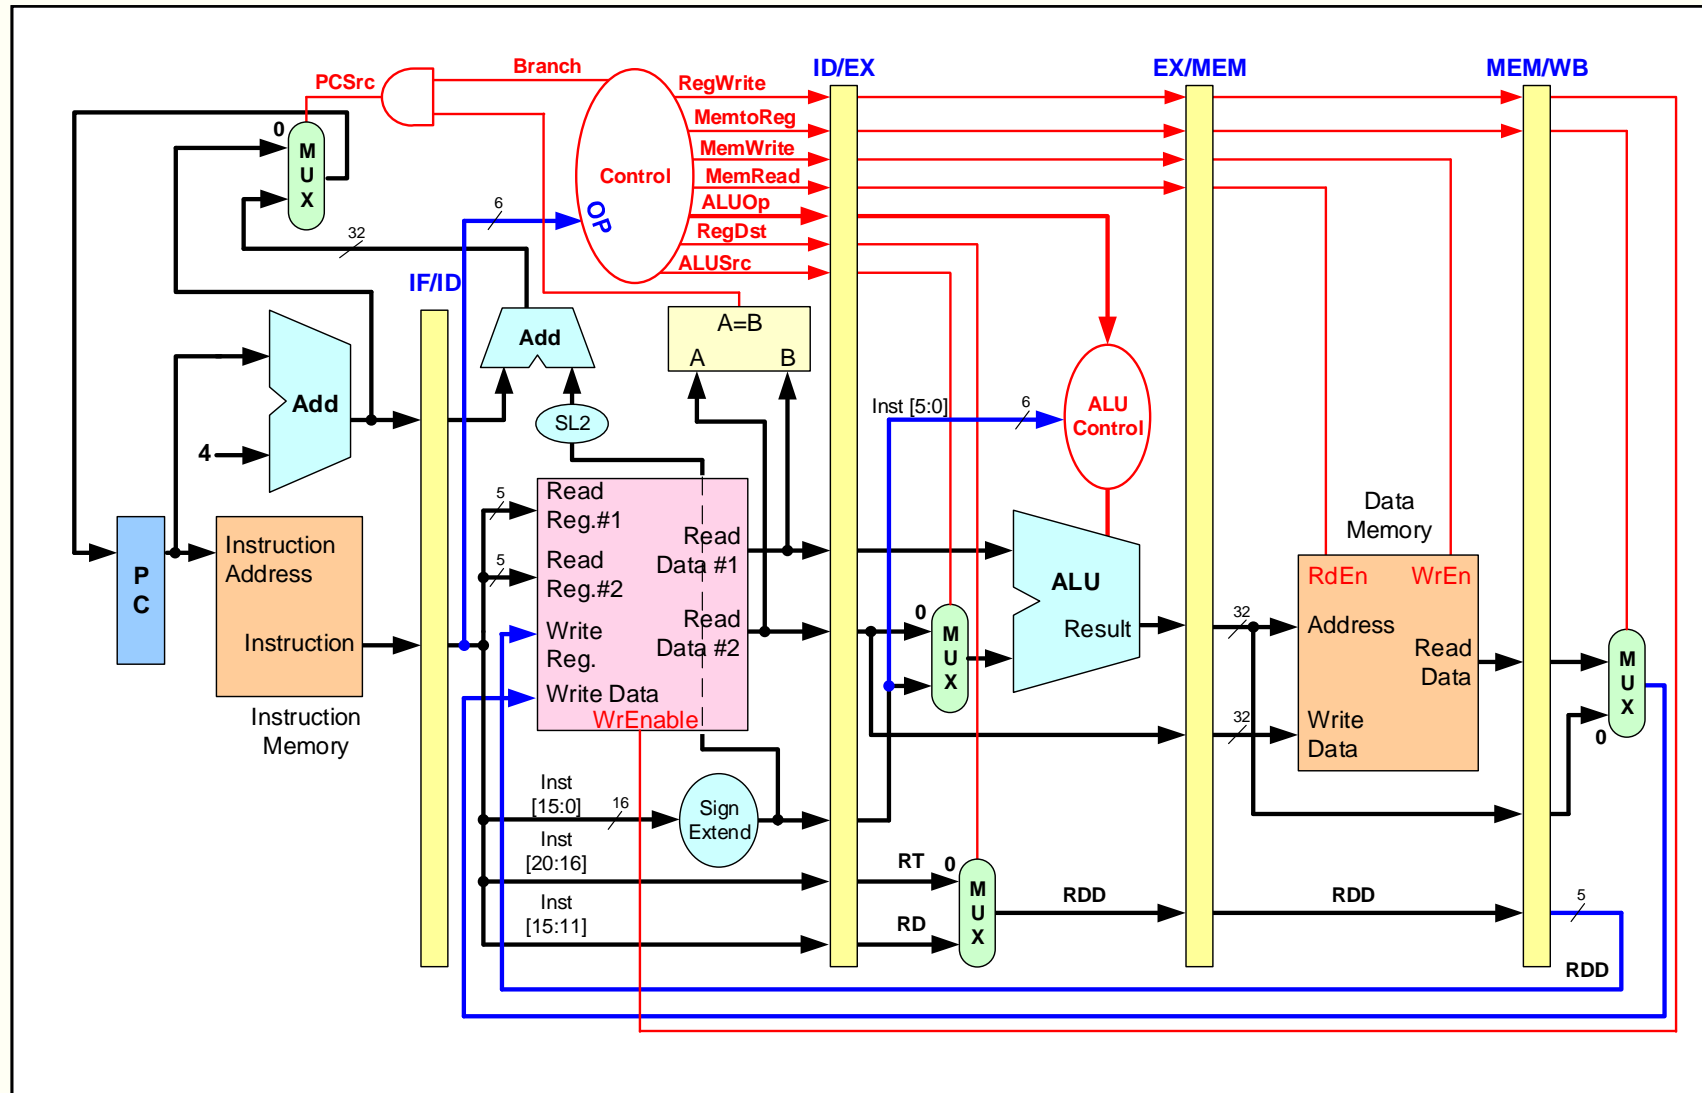 ID/EX
EX/MEM
MEM/WB
IF/ID
PCSrc
Branch
RegWrite
MemtoReg
MemWrite
MemRead
ALUOp
RegDst
ALUSrc
Control
OP
0
M
U
X
6
32
Add
4
Add
SL2
A=B
A
B
Inst [5:0]
6
ALU
Control
P
C
Instruction
Address
Instruction
Instruction
Memory
5
5
Read
Reg.#1
Read
Reg.#2
Write
Reg.
Write Data
WrEnable
Read
Data #1
Read
Data #2
0
M
U
X
ALU
Result
Data
Memory
RdEn
WrEn
Address
Read
Data
Write
Data
32
32
M
U
X
0
Inst
[15:0]
16
Sign
Extend
Inst
[20:16]
Inst
[15:11]
RT
0
RD
M
U
X
RDD
RDD
5
RDD